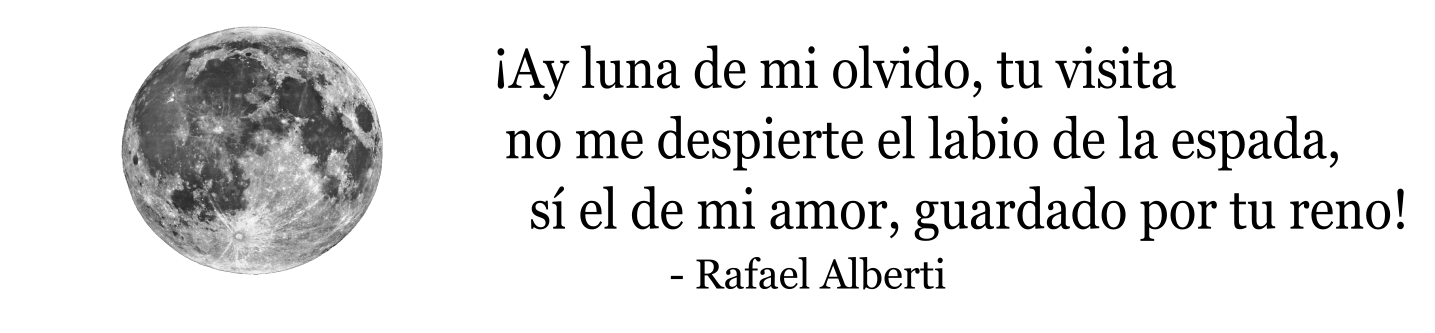 ¡Ay luna de mi olvido, tu visita
no me despierte el labio de la espada,
sí el de mi amor, guardado por tu reno!
- Rafael Alberti